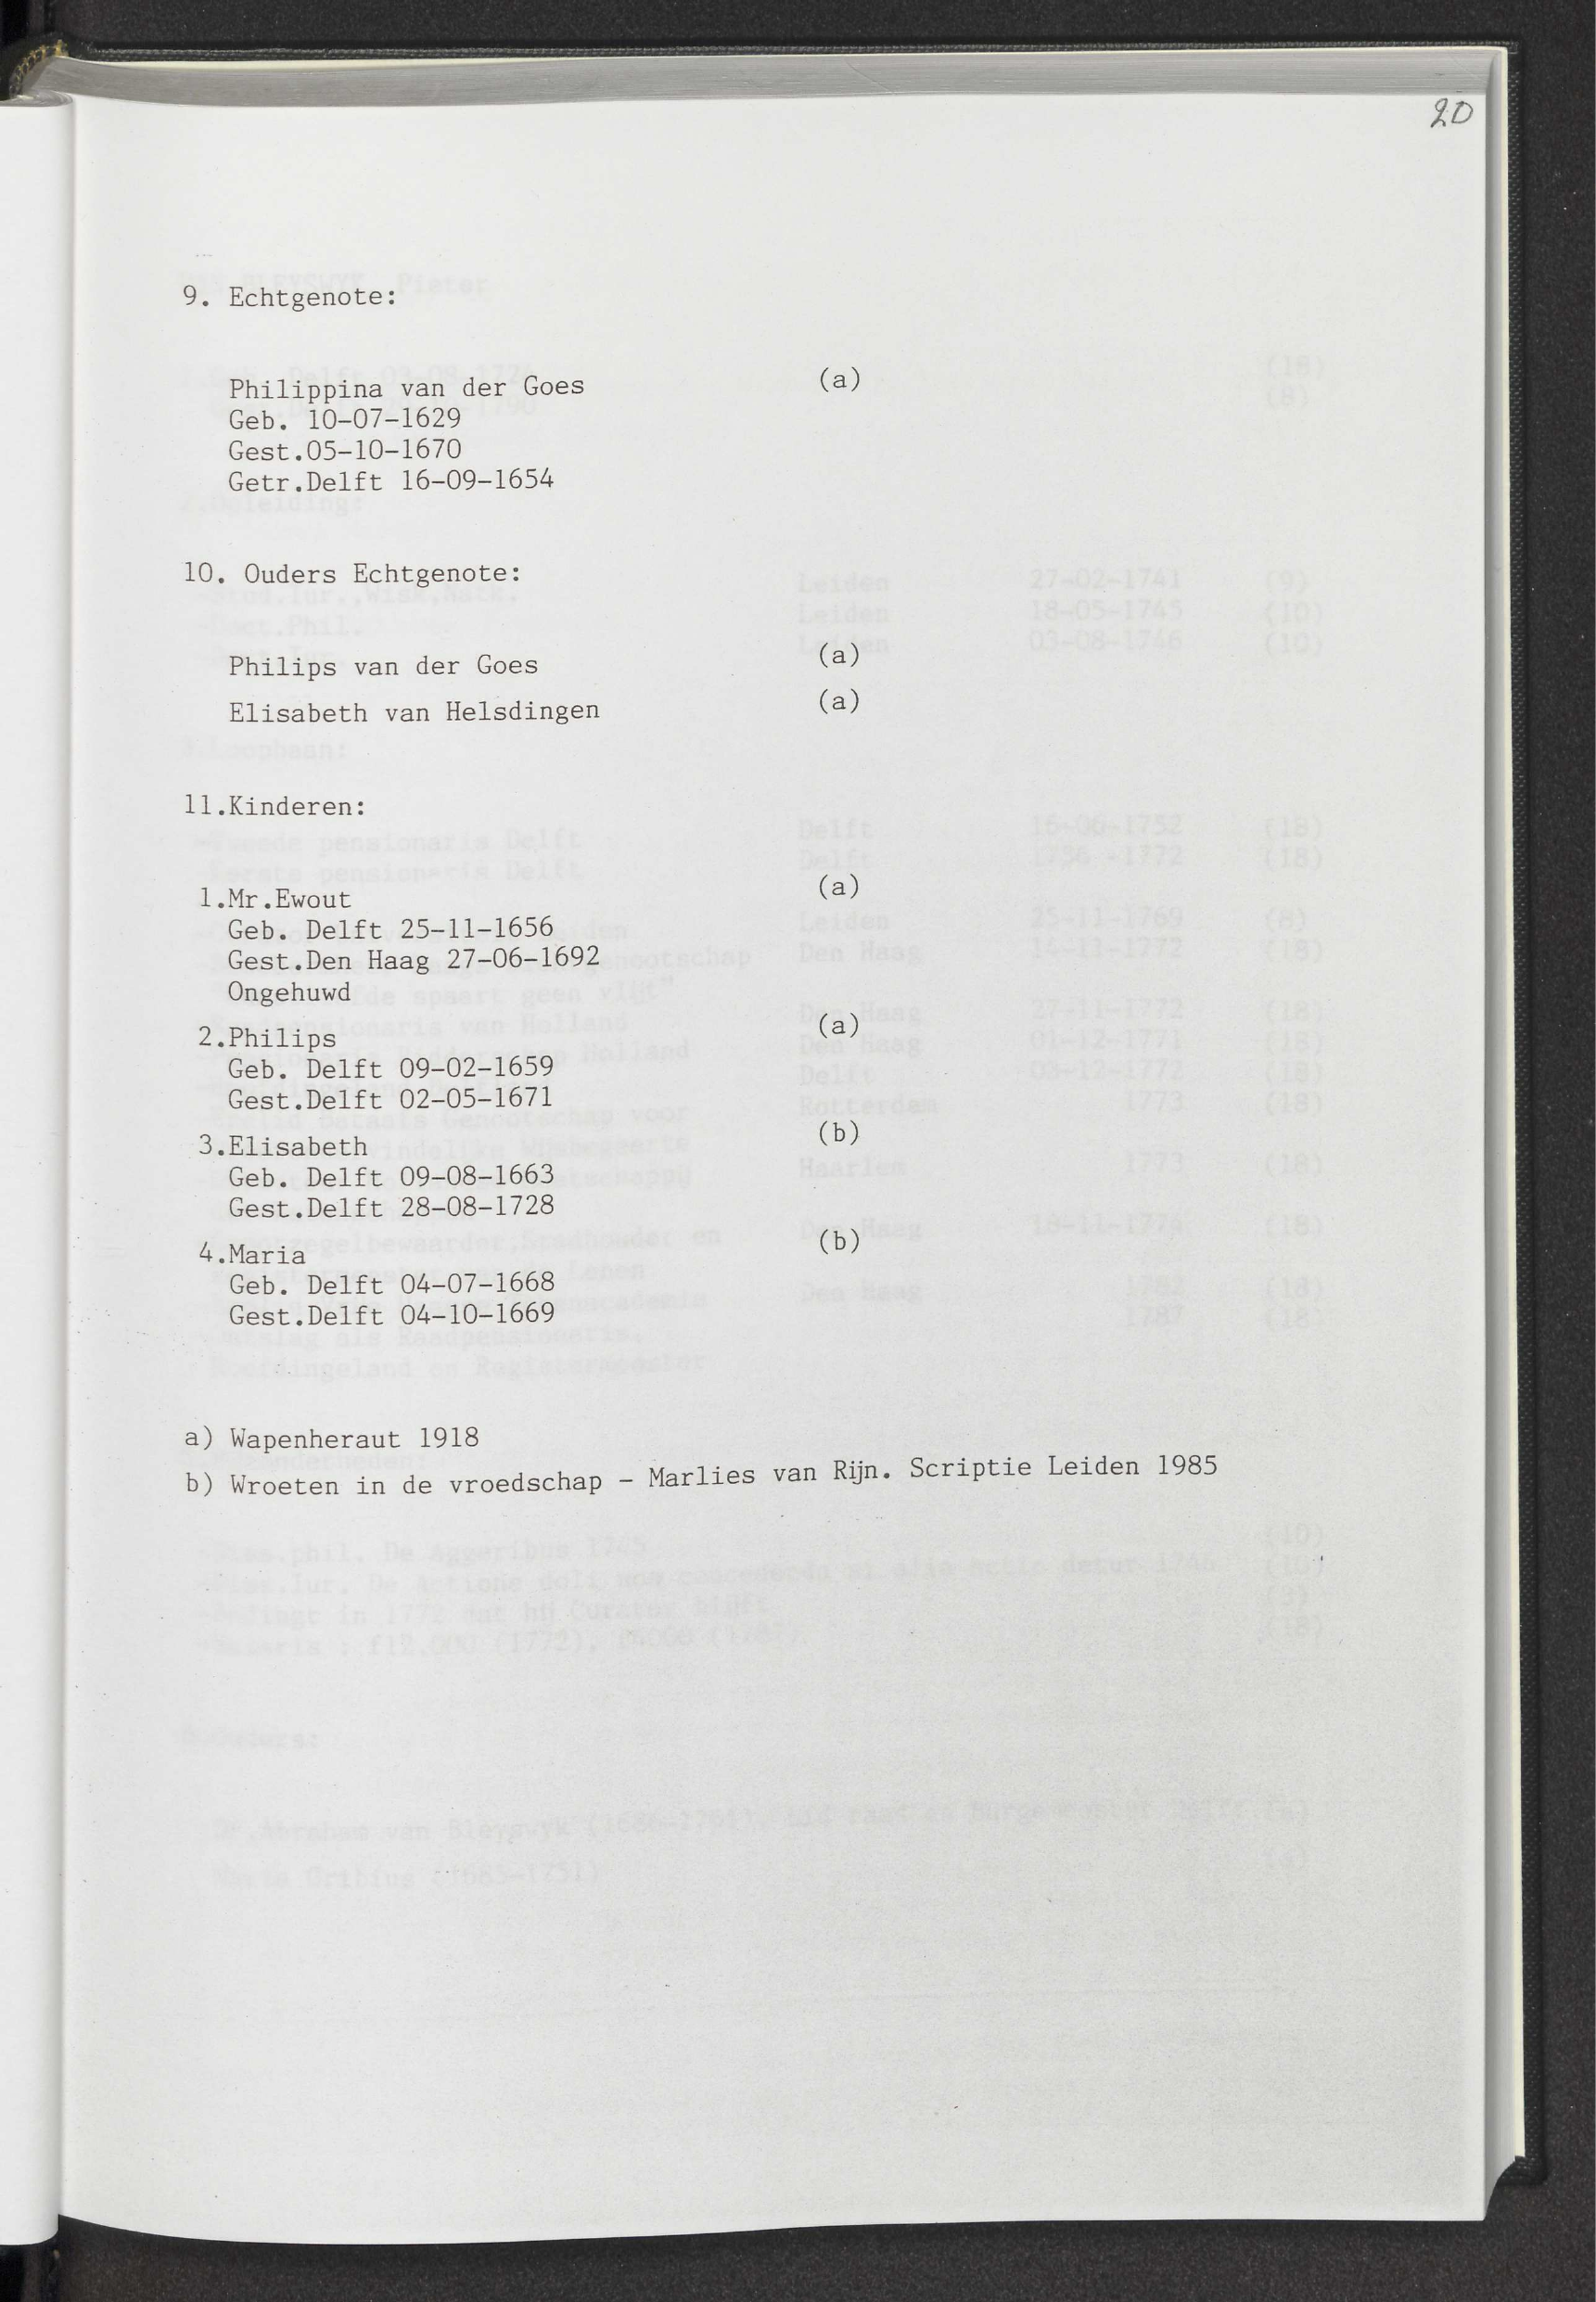 20
9. Echtgenote:
Philippina van der Goes (a)
Geb. 10-07-1629
Gest.05-10-1670
Getr.Delft 16-09-1654
10. Ouders Echtgenote:
Philips van der Goes (a)
Elisabeth van Helsdingen (a)
11.Kinderen:
1.Mr.Ewout (a)
Geb. Delft 25-11-1656
Gest.Den Haag 27-06-1692
Ongehuwd
2.Philips (a)
Geb. Delft 09-02-1659
Gest.Delft 02-05-1671
3.Elisabeth (b)
Geb. Delft 09-08-1663
Gest.Delft 28-08-1728
4.Maria (b)
Geb. Delft 04-07-1668
Gest.Delft 04-10-1669
a) Wapenheraut 1918
b) Wroeten in de vroedschap - Marlies van Rijn. Scriptie Leiden 1985